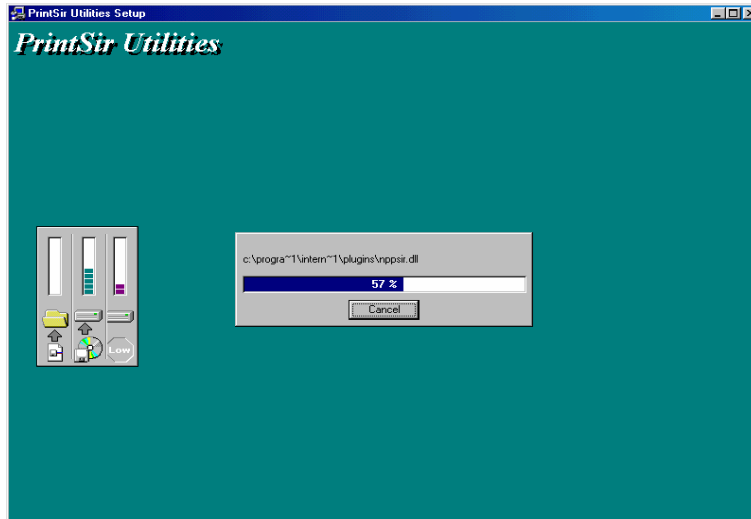 PrintSir Utilities Setup
PrintSir Utilities
c:\progra~1\intern~1\plugins\nppsir.dll
57 %
Cancel
Low